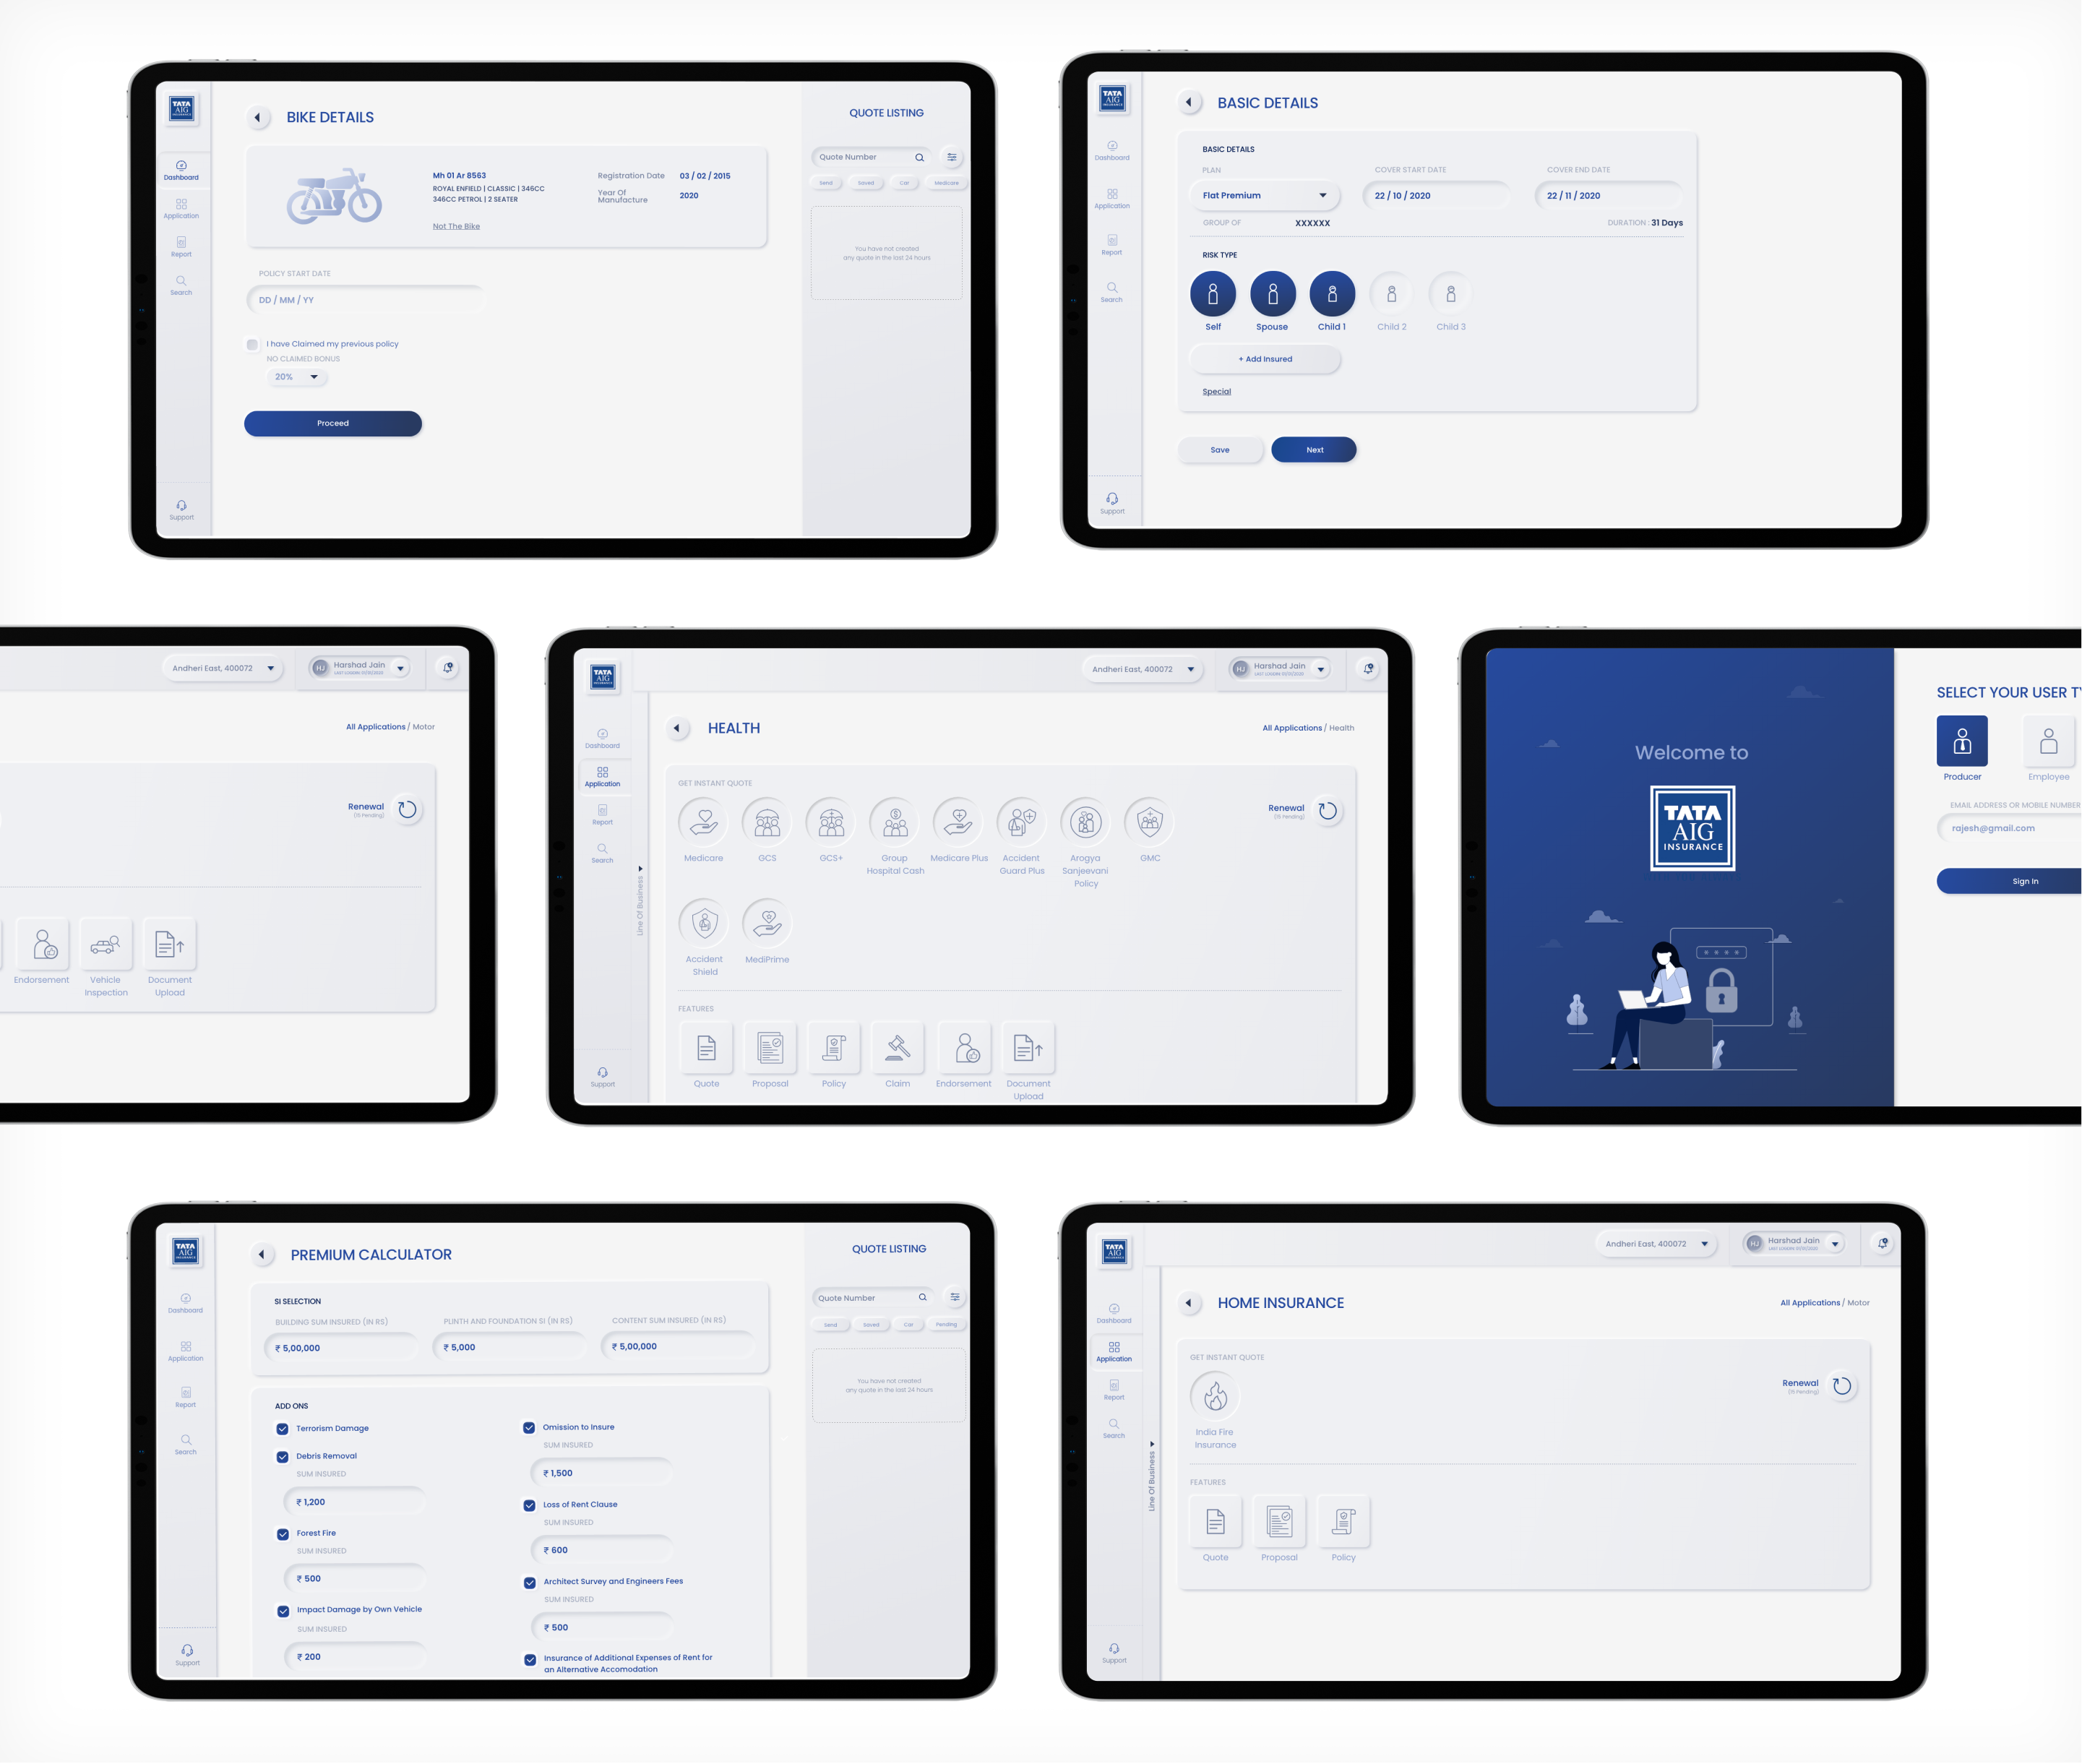 TATA
AIG
INSURANCE
Dashboard
Application
Report
Search
Support
BIKE DETAILS
Mh 01 Ar 8563
ROYAL ENFIELD | CLASSIC | 346CC
346CC PETROL | 2 SEATER
Not The Bike
Registration Date 03 / 02 / 2015
Year Of
Manufacture
2020
POLICY START DATE
DD / MM / YY
I have Claimed my previous policy
NO CLAIMED BONUS
20%
Proceed
QUOTE LISTING
Quote Number
Send Saved Car Medicare
You have not created
any quote in the last 24 hours
TATA
AIG
INSURANCE
Dashboard
Application
Report
Search
Support
BASIC DETAILS
BASIC DETAILS
PLAN COVER START DATE COVER END DATE
Flat Premium 22 / 10 / 2020 22 / 11 / 2020
GROUP OF XXXXXX DURATION : 31 Days
RISK TYPE
Self Spouse Child 1 Child 2 Child 3
+ Add Insured
Special
Save Next
Andheri East, 400072
HJ
Harshad Jain
All Applications / Motor
Renewal
(15 Pending)
Endorsement
Vehicle
Inspection
Document
Upload
TATA
AIG
INSURANCE
Dashboard
Application
Report
Search
Support
Line Of Business
Andheri East, 400072
HJ
Harshad Jain
HEALTH
All Applications / Health
GET INSTANT QUOTE
Renewal
(15 Pending)
Medicare
GCS
GCS+
Group
Hospital Cash
Medicare Plus
Accident
Guard Plus
Arogya
Sanjeevani
Policy
GMC
Accident
Shield
MediPrime
FEATURES
Quote
Proposal
Policy
Claim
Endorsement
Document
Upload
Welcome to
TATA
AIG
INSURANCE
****
SELECT YOUR USER
Producer Employee
EMAIL ADDRESS OR MOBILE NUMBER
rajesh@gmail.com
Sign In
TATA
AIG
INSURANCE
Dashboard
Application
Report
Search
Support
PREMIUM CALCULATOR
SI SELECTION
BUILDING SUM INSURED (IN RS) PLINTH AND FOUNDATION SI (IN RS) CONTENT SUM INSURED (IN RS)
₹ 5,00,000 ₹ 5,000 ₹ 5,00,000
ADD ONS
Terrorism Damage
Debris Removal
SUM INSURED
₹ 1,200
Forest Fire
SUM INSURED
₹ 500
Impact Damage by Own Vehicle
SUM INSURED
₹ 200
Omission to Insure
SUM INSURED
₹ 1,500
Loss of Rent Clause
SUM INSURED
₹ 600
Architect Survey and Engineers Fees
SUM INSURED
₹ 500
Insurance of Additional Expenses of Rent for
an Alternative Accomodation
QUOTE LISTING
Quote Number
Send Saved Car Pending
You have not created
any quote in the last 24 hours
TATA
AIG
INSURANCE
Dashboard
Application
Report
Search
Support
Line Of Business
Andheri East, 400072
HJ
Harshad Jain
HOME INSURANCE
All Applications / Motor
GET INSTANT QUOTE
Renewal
(15 Pending)
India Fire
Insurance
FEATURES
Quote
Proposal
Policy